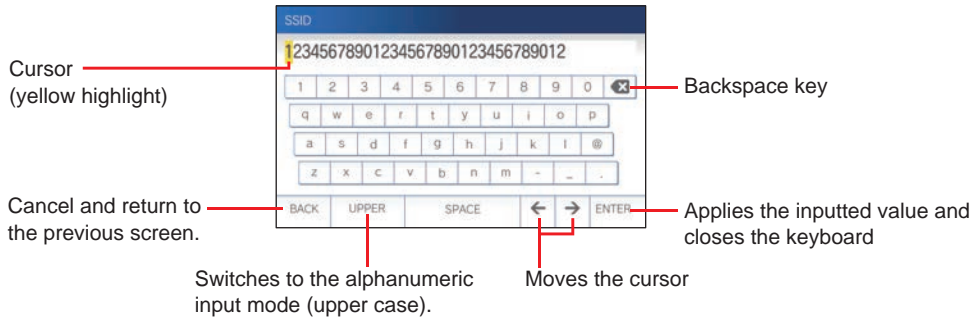 SSID
12345678901234567890123456789012
Cursor
(yellow highlight)
1 2 3 4 5 6 7 8 9 0
Backspace key
q w e r t y u i o p
a s d f g h j k l @
z x c v b n m - _ .
Cancel and return to
the previous screen.
BACK UPPER SPACE ← → ENTER
Applies the inputted value and
closes the keyboard
Switches to the alphanumeric
input mode (upper case).
Moves the cursor